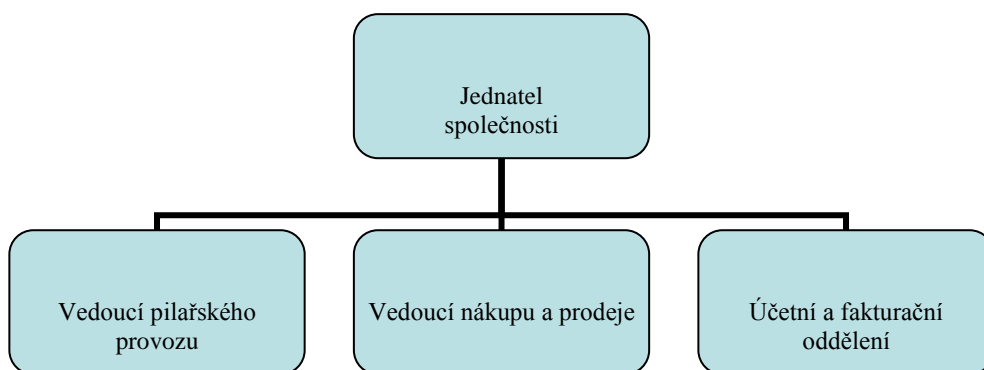 Jednatel
společnosti
Vedoucí pilařského
provozu
Vedoucí nákupu a prodeje
Účetní a fakturační
oddělení